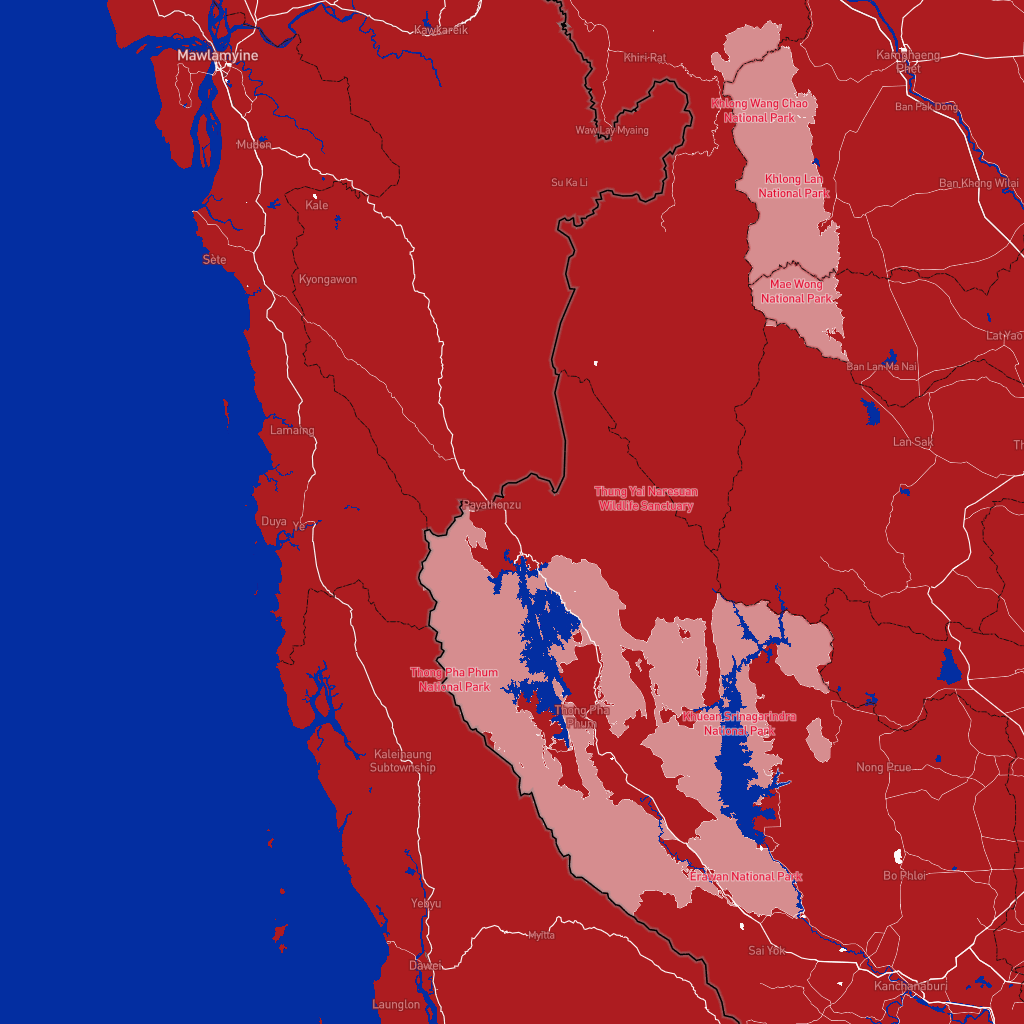 Kawkareik
Mawlamyine
Khiri Rat
Kamphaeng
Phet
Khlong Wang Chao
National Park
Ban Pak Dong
Waw Lay Myaing
Mudon
Su Ka Li
Khlong Lan
National Park
Ban Khong Wilai
Kale
Sète
Kyongawon
Mae Wong
National Park
Lat Yao
Ban Lan Ma Nai
Lamaing
Lan Sak
Th
Thung Yai Naresuan
Wildlife Sanctuary
Payathonzu
Duya
Ye
Thong Pha Phum
National Park
Thong Pha
Phum
Khuean Srinagarindra
National Park
Kaleinaung
Subtownship
Nong Prue
Erawan National Park
Bo Phloi
Yebyu
Myitta
Sai Yok
Dawei
Kanchanaburi
Launglon